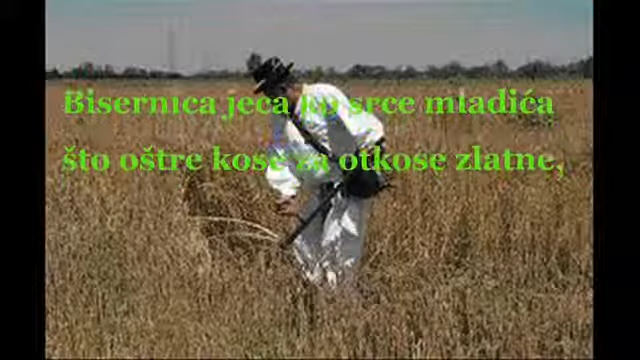 Bisernica jeca ko srce mladića
što oštre kose za otkose zlatne,